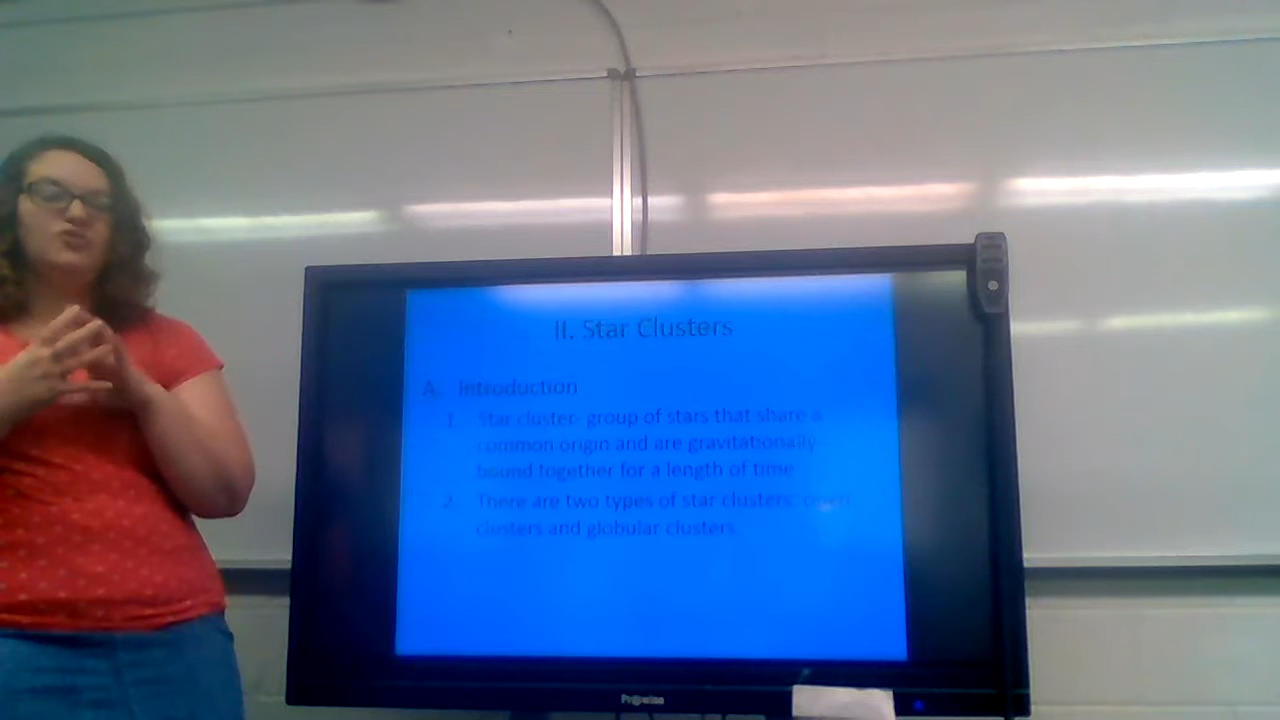 II. Star Clusters
A. Introduction
1. Star cluster- group of stars that share a
common origin and are gravitationally
bound together for a length of time
2. There are two types of star clusters: open
clusters and globular clusters
Prowise